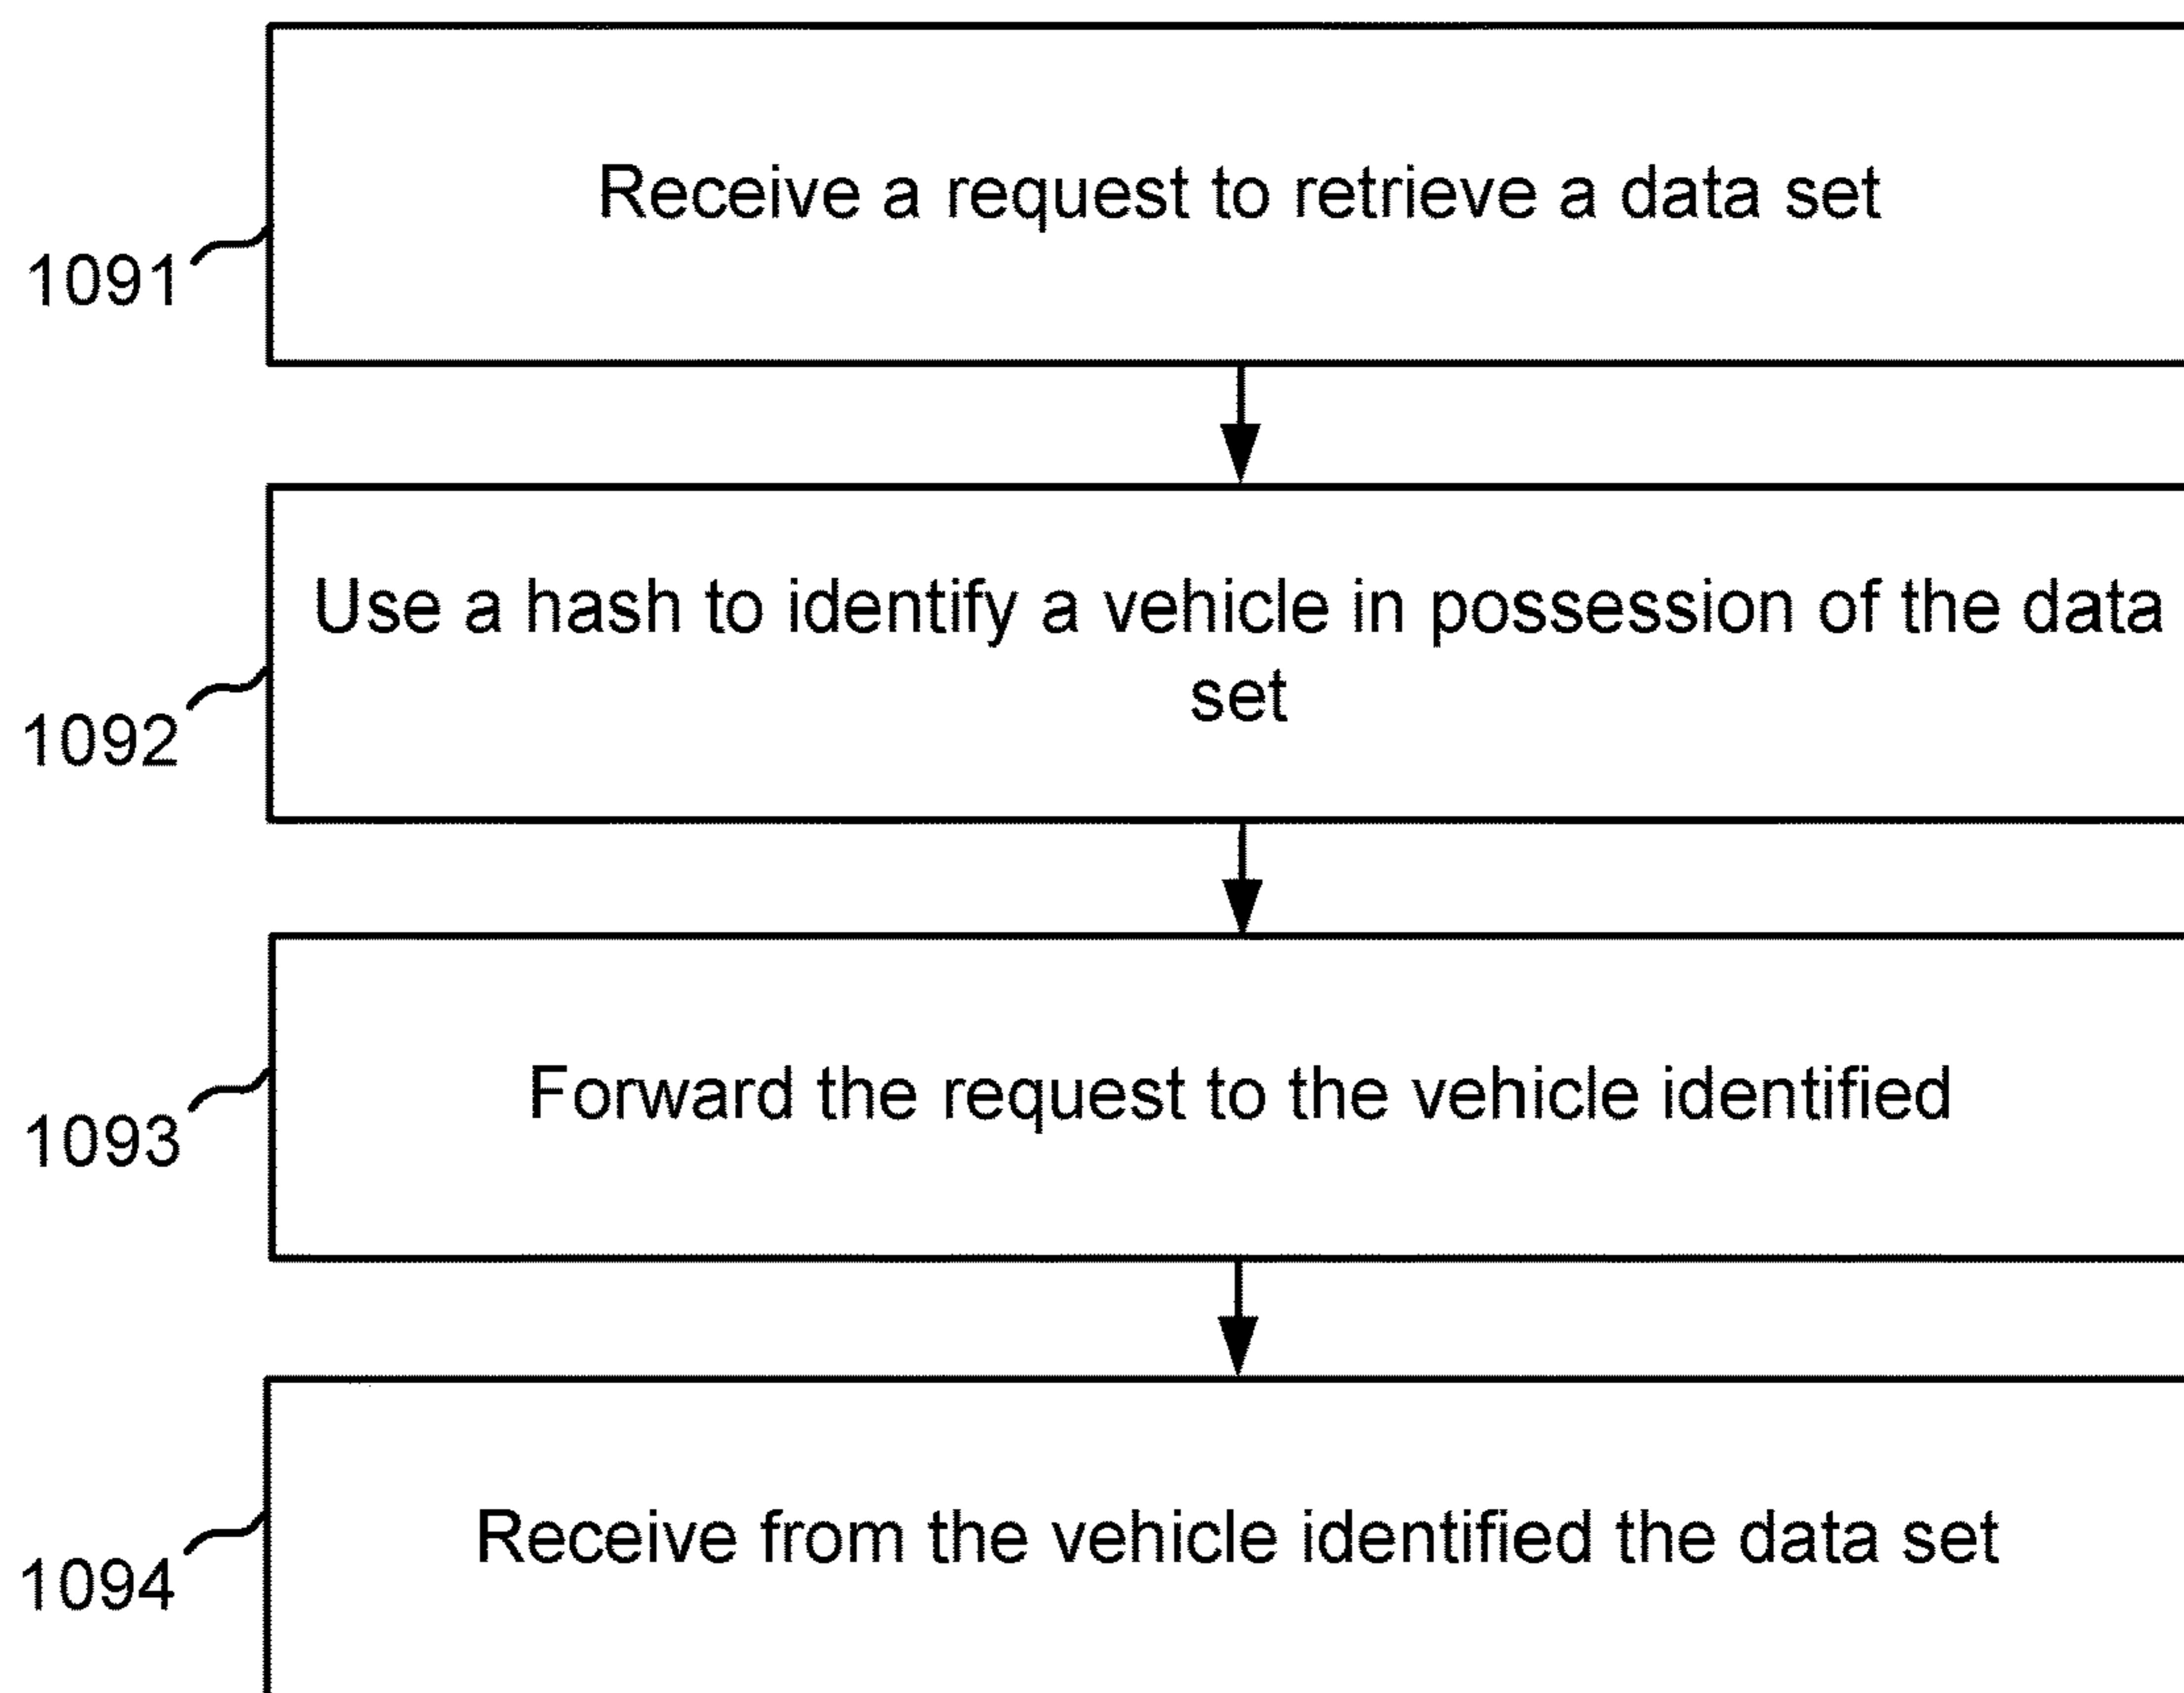 Receive a request to retrieve a data set
1091
Use a hash to identify a vehicle in possession of the data
set
1092
Forward the request to the vehicle identified
1093
Receive from the vehicle identified the data set
1094